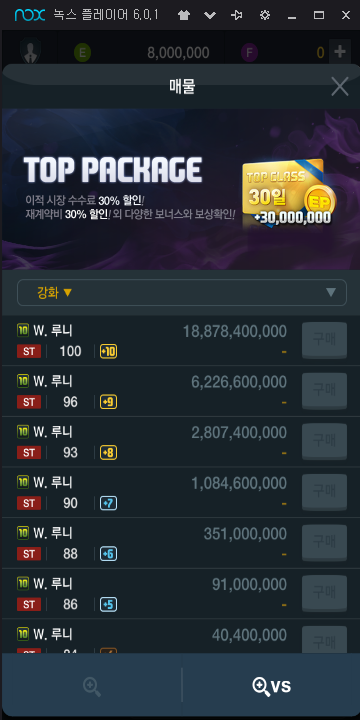 nox 녹스 플레이어 6.0.1
E 8,000,000 F 0 +
매물
TOP PACKAGE
이적 시장 수수료 30% 할인!
재계약비 30% 할인! 외 다양한 보너스와 보상확인!
TOP CLASS
30일
EP
+30,000,000
강화 ▼
10 W. 루니 18,878,400,000 구매
ST 100 +10 -
10 W. 루니 6,226,600,000 구매
ST 96 +9 -
10 W. 루니 2,807,400,000 구매
ST 93 +8 -
10 W. 루니 1,084,600,000 구매
ST 90 +7 -
10 W. 루니 351,000,000 구매
ST 88 +6 -
10 W. 루니 91,000,000 구매
ST 86 +5 -
10 W. 루니 40,400,000 구매
VS